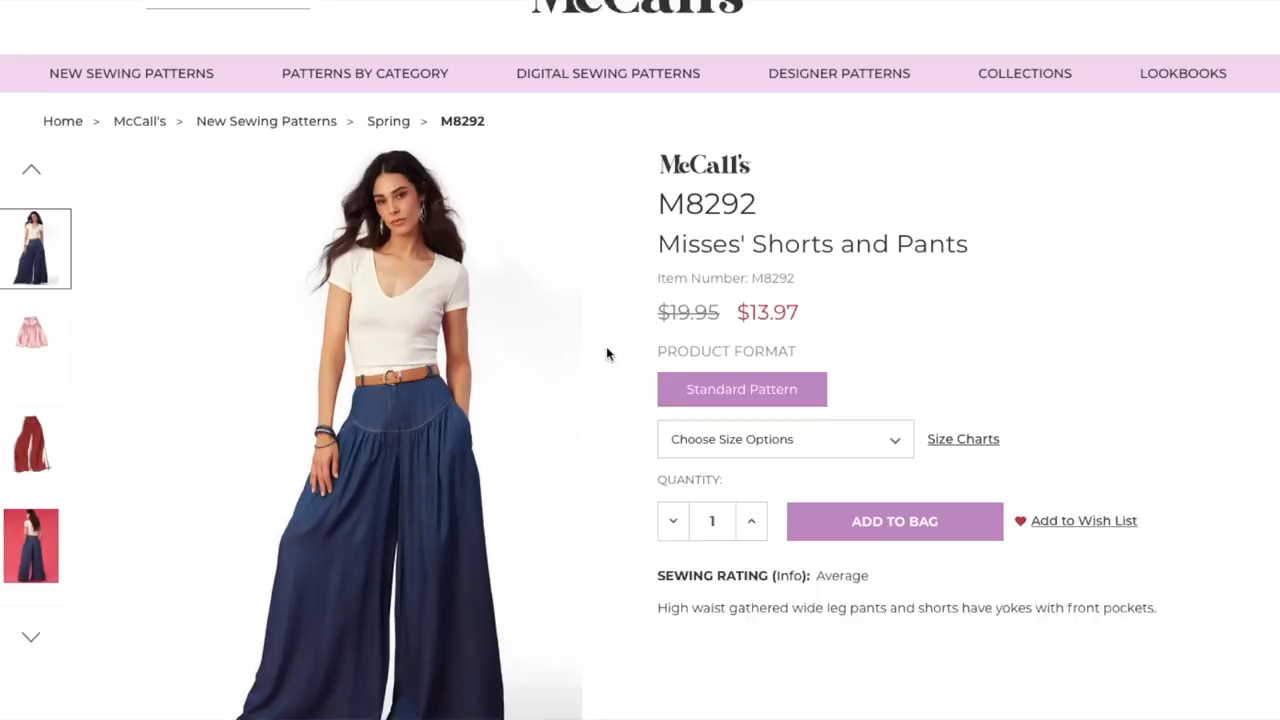 McCall's
NEW SEWING PATTERNS PATTERNS BY CATEGORY DIGITAL SEWING PATTERNS DESIGNER PATTERNS COLLECTIONS LOOKBOOKS
Home > McCall's > New Sewing Patterns > Spring > M8292
McCall's
M8292
Misses' Shorts and Pants
Item Number: M8292
$19.95 $13.97
PRODUCT FORMAT
Standard Pattern
Choose Size Options Size Charts
QUANTITY:
1 ADD TO BAG Add to Wish List
SEWING RATING (Info): Average
High waist gathered wide leg pants and shorts have yokes with front pockets.